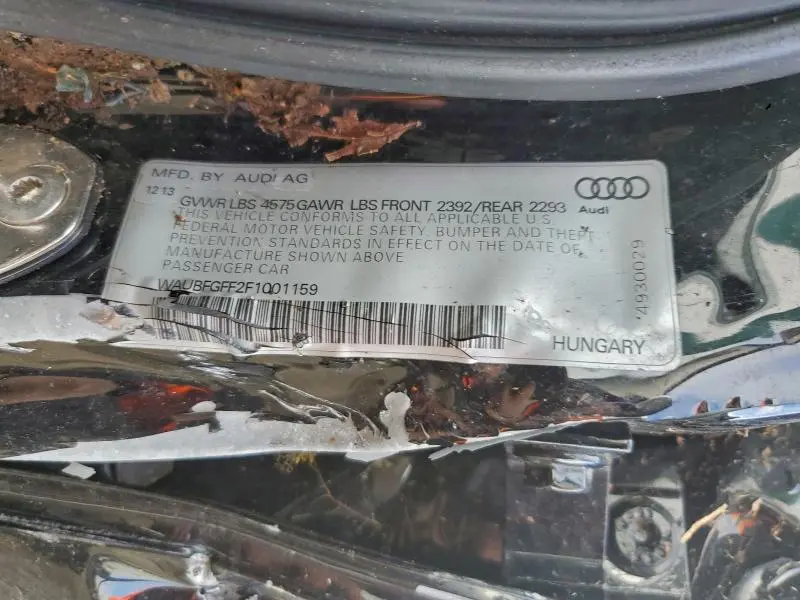 MFD. BY AUDI AG
12 13
GVWR LBS 4575 GAWR LBS FRONT 2392/REAR 2293
THIS VEHICLE CONFORMS TO ALL APPLICABLE U.S.
FEDERAL MOTOR VEHICLE SAFETY, BUMPER AND THEFT
PREVENTION STANDARDS IN EFFECT ON THE DATE OF
MANUFACTURE SHOWN ABOVE
PASSENGER CAR
WAUBFGFF2F1001159
Audi
*4930029
HUNGARY